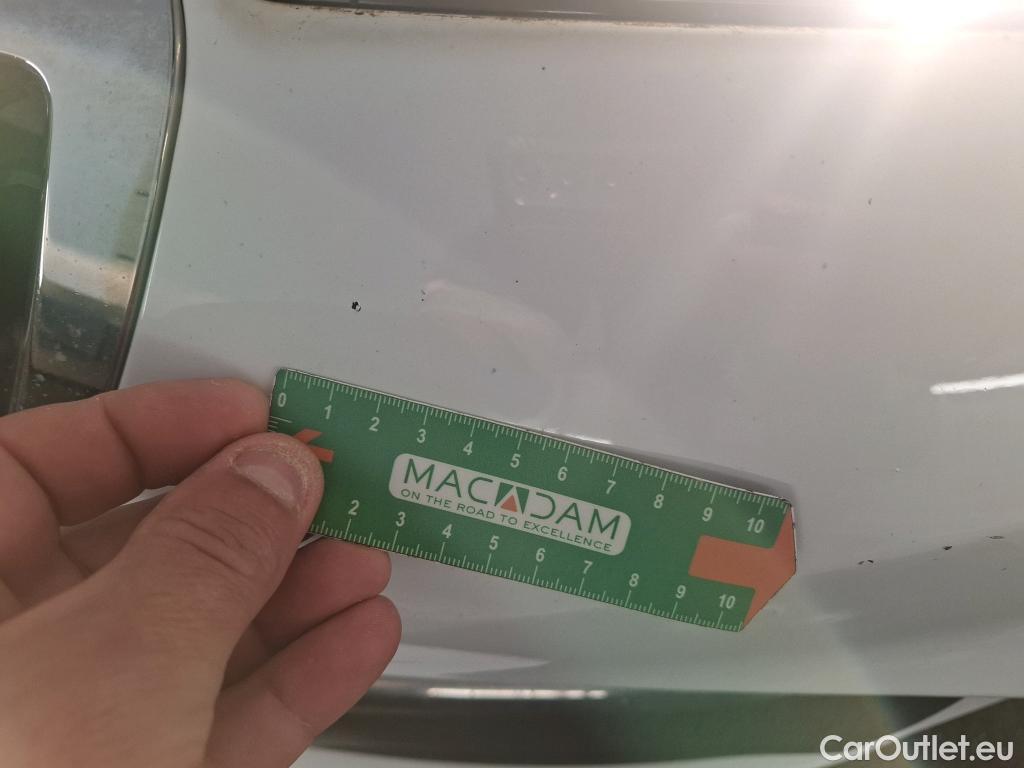 0 1 2 3 4 5 6 7 8 9 10
MACADAM
ON THE ROAD TO EXCELLENCE
2 3 4 5 6 7 8 9 10
CarOutlet.eu